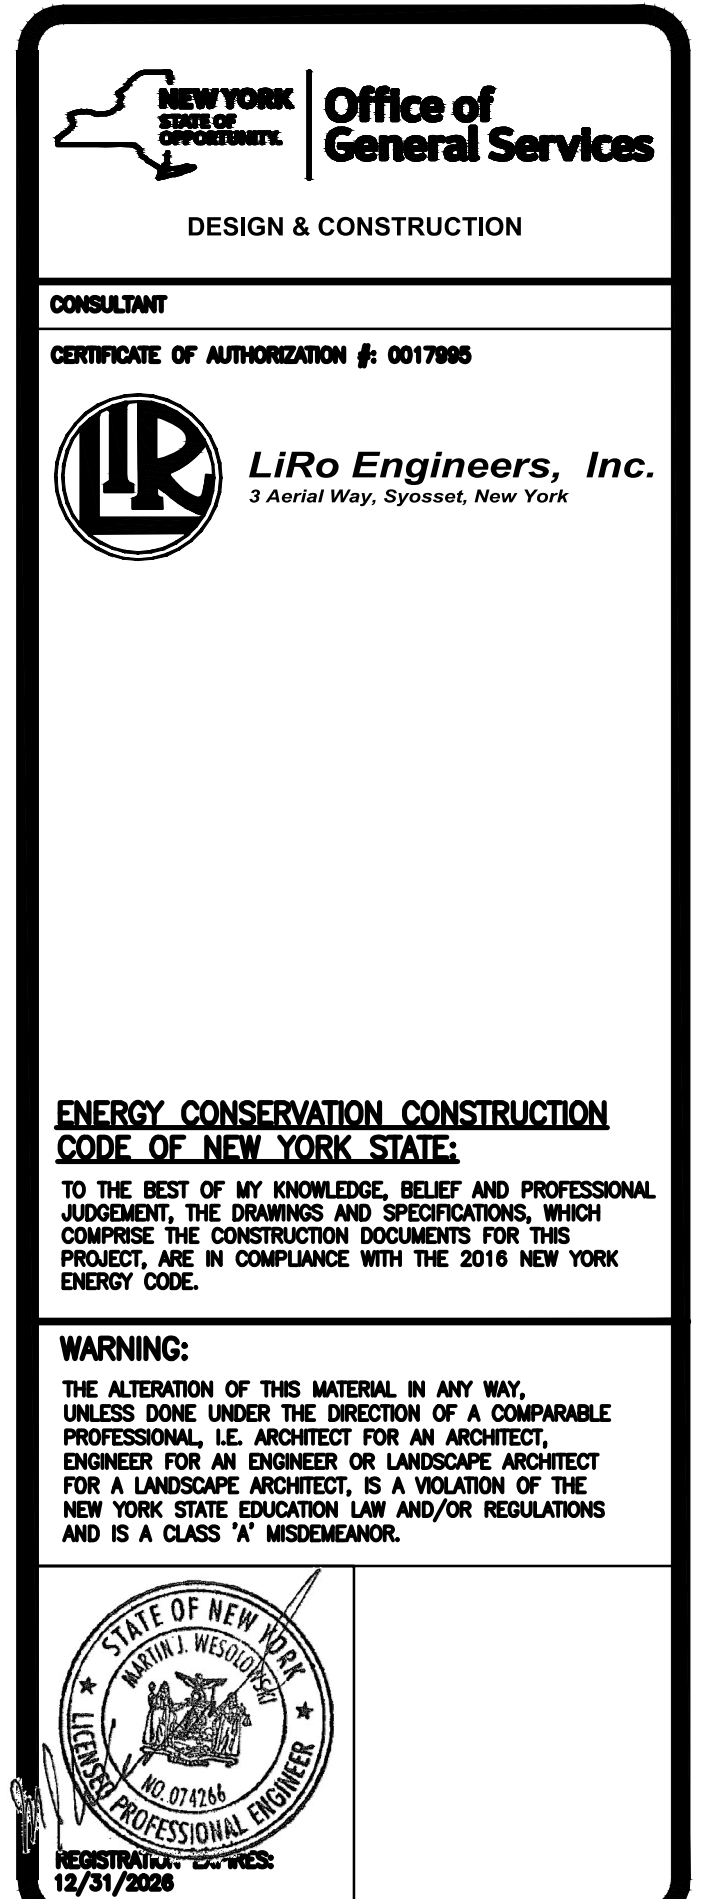 NEW YORK
STATE OF
OPPORTUNITY.
Office of
General Services
DESIGN & CONSTRUCTION
CONSULTANT
CERTIFICATE OF AUTHORIZATION #: 0017995
LIR
LiRo Engineers, Inc.
3 Aerial Way, Syosset, New York
ENERGY CONSERVATION CONSTRUCTION
CODE OF NEW YORK STATE:
TO THE BEST OF MY KNOWLEDGE, BELIEF AND PROFESSIONAL
JUDGEMENT, THE DRAWINGS AND SPECIFICATIONS, WHICH
COMPRISE THE CONSTRUCTION DOCUMENTS FOR THIS
PROJECT, ARE IN COMPLIANCE WITH THE 2016 NEW YORK
ENERGY CODE.
WARNING:
THE ALTERATION OF THIS MATERIAL IN ANY WAY,
UNLESS DONE UNDER THE DIRECTION OF A COMPARABLE
PROFESSIONAL, I.E. ARCHITECT FOR AN ARCHITECT,
ENGINEER FOR AN ENGINEER OR LANDSCAPE ARCHITECT
FOR A LANDSCAPE ARCHITECT, IS A VIOLATION OF THE
NEW YORK STATE EDUCATION LAW AND/OR REGULATIONS
AND IS A CLASS 'A' MISDEMEANOR.
STATE OF NEW YORK
MARTIN J. WESOLOWSKI
NO. 074266
LICENSED PROFESSIONAL ENGINEER
REGISTRATION EXPIRES:
12/31/2026